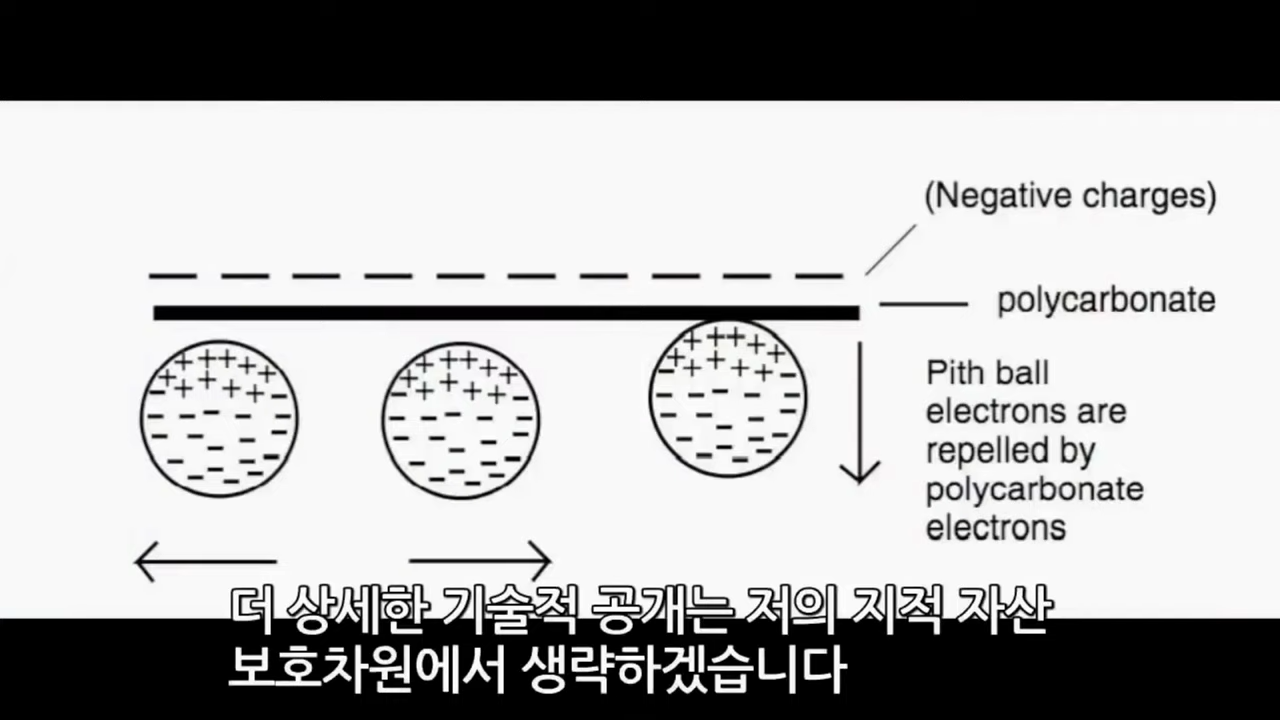 (Negative charges)
polycarbonate
Pith ball
electrons are
repelled by
polycarbonate
electrons
더 상세한 기술적 공개는 저의 지적 자산
보호차원에서 생략하겠습니다